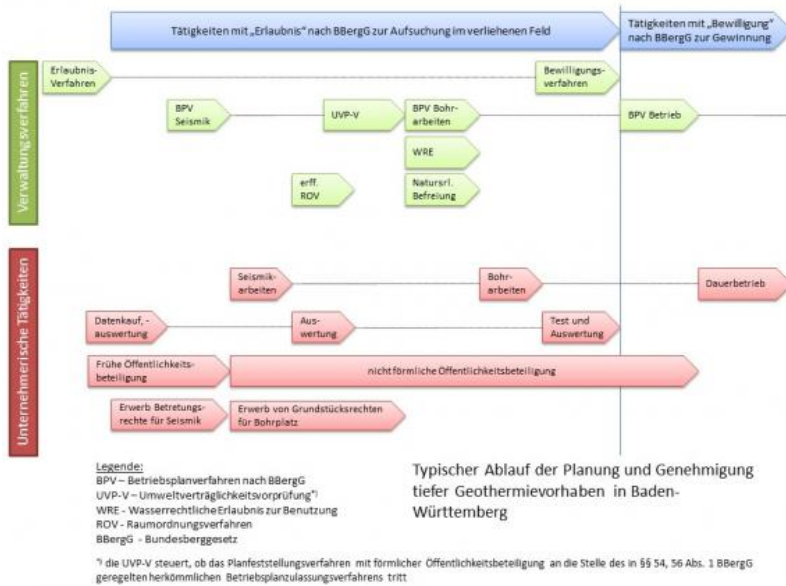 Tätigkeiten mit „Erlaubnis“ nach BBergG zur Aufsuchung im verliehenen Feld
Tätigkeiten mit „Bewilligung“
nach BBergG zur Gewinnung
Verwaltungsverfahren
Erlaubnis-
Verfahren
Bewilligungs-
verfahren
BPV
Seismik
UVP-V
BPV Bohr-
arbeiten
BPV Betrieb
WRE
erff.
ROV
Natursrl.
Befreiung
Unternehmerische Tätigkeiten
Seismik-
arbeiten
Bohr-
arbeiten
Dauerbetrieb
Datenkauf, -
auswertung
Aus-
wertung
Test und
Auswertung
Frühe Öffentlichkeits-
beteiligung
nicht förmliche Öffentlichkeitsbeteiligung
Erwerb Betretungs-
rechte für Seismik
Erwerb von Grundstücksrechten
für Bohrplatz
Legende:
BPV – Betriebsplanverfahren nach BBergG
UVP-V – Umweltverträglichkeitsvorprüfung*)
WRE - Wasserrechtliche Erlaubnis zur Benutzung
ROV - Raumordnungsverfahren
BBergG - Bundesberggesetz
Typischer Ablauf der Planung und Genehmigung
tiefer Geothermievorhaben in Baden-
Württemberg
*) die UVP-V steuert, ob das Planfeststellungsverfahren mit förmlicher Öffentlichkeitsbeteiligung an die Stelle des in §§ 54, 56 Abs. 1 BBergG
geregelten herkömmlichen Betriebsplanzulassungsverfahrens tritt